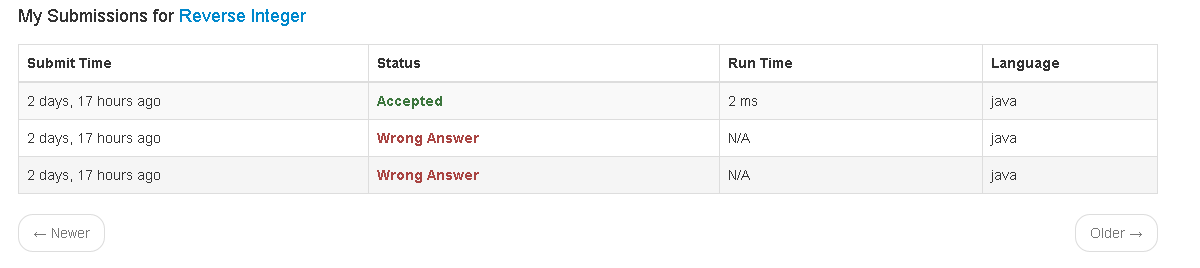 My Submissions for Reverse Integer
Submit Time Status Run Time Language
2 days, 17 hours ago Accepted 2 ms java
2 days, 17 hours ago Wrong Answer N/A java
2 days, 17 hours ago Wrong Answer N/A java
← Newer Older →